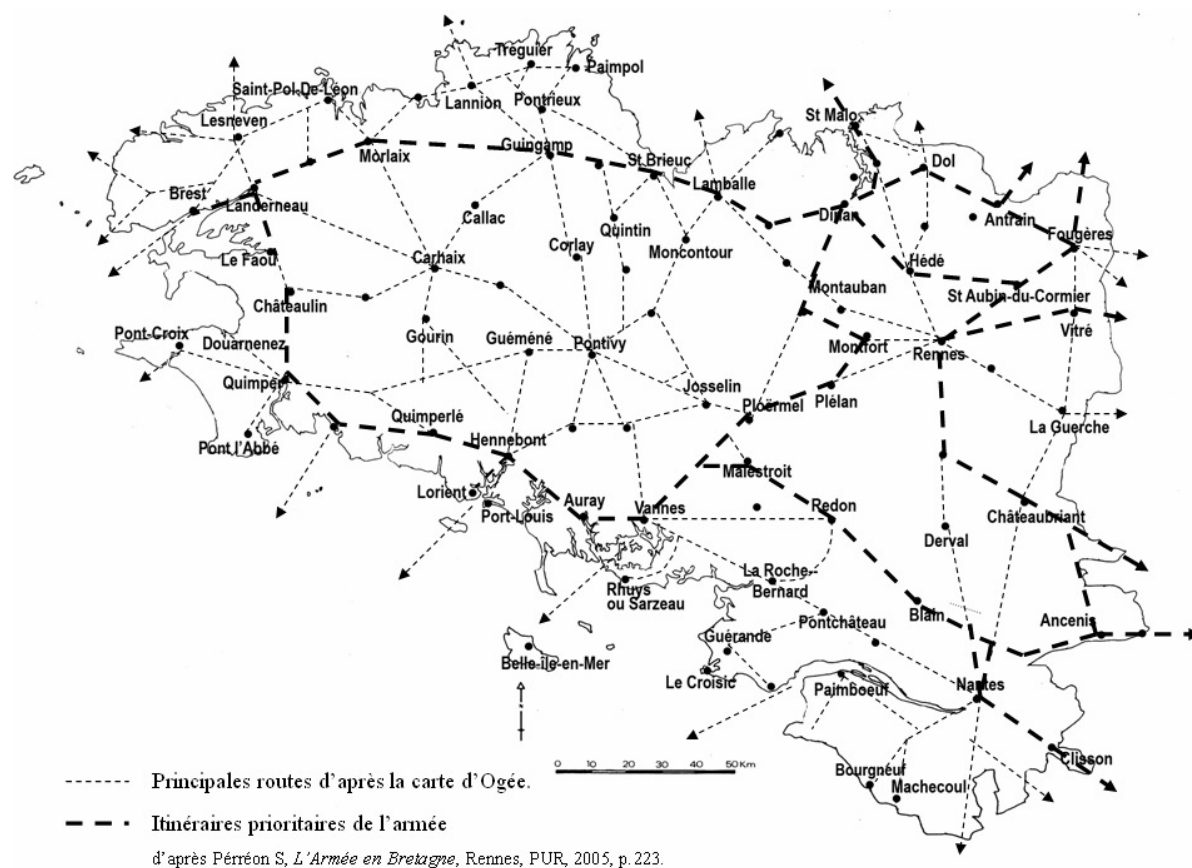 Tréguier
Paimpol
Saint-Pol-De-Léon
Lannion
Pontrieux
Lesneven
St Malo
Morlaix
Guingamp
St Brieuc
Dol
Lamballe
Brest
Landerneau
Dinan
Antrain
Callac
Quintin
Fougères
Corlay
Moncontour
Le Faou
Carhaix
Hédé
Châteaulin
Montauban
St Aubin-du-Cormier
Pont-Croix
Douarnenez
Gourin
Guéméné
Pontivy
Montfort
Rennes
Vitré
Quimper
Josselin
Plélan
Quimperlé
Ploërmel
La Guerche
Pont l'Abbé
Hennebont
Malestroit
Lorient
Auray
Vannes
Redon
Port-Louis
Châteaubriant
Derval
La Roche-
Bernard
Rhuys
ou Sarzeau
Blain
Pontchâteau
Ancenis
Guérande
Belle-île-en-Mer
Le Croisic
Paimboeuf
Nantes
Clisson
Bourgneuf
Machecoul
0 10 20 30 40 50 Km
Principales routes d'après la carte d'Ogée.
Itinéraires prioritaires de l'armée
d'après Pérréon S, L'Armée en Bretagne, Rennes, PUR, 2005, p.223.